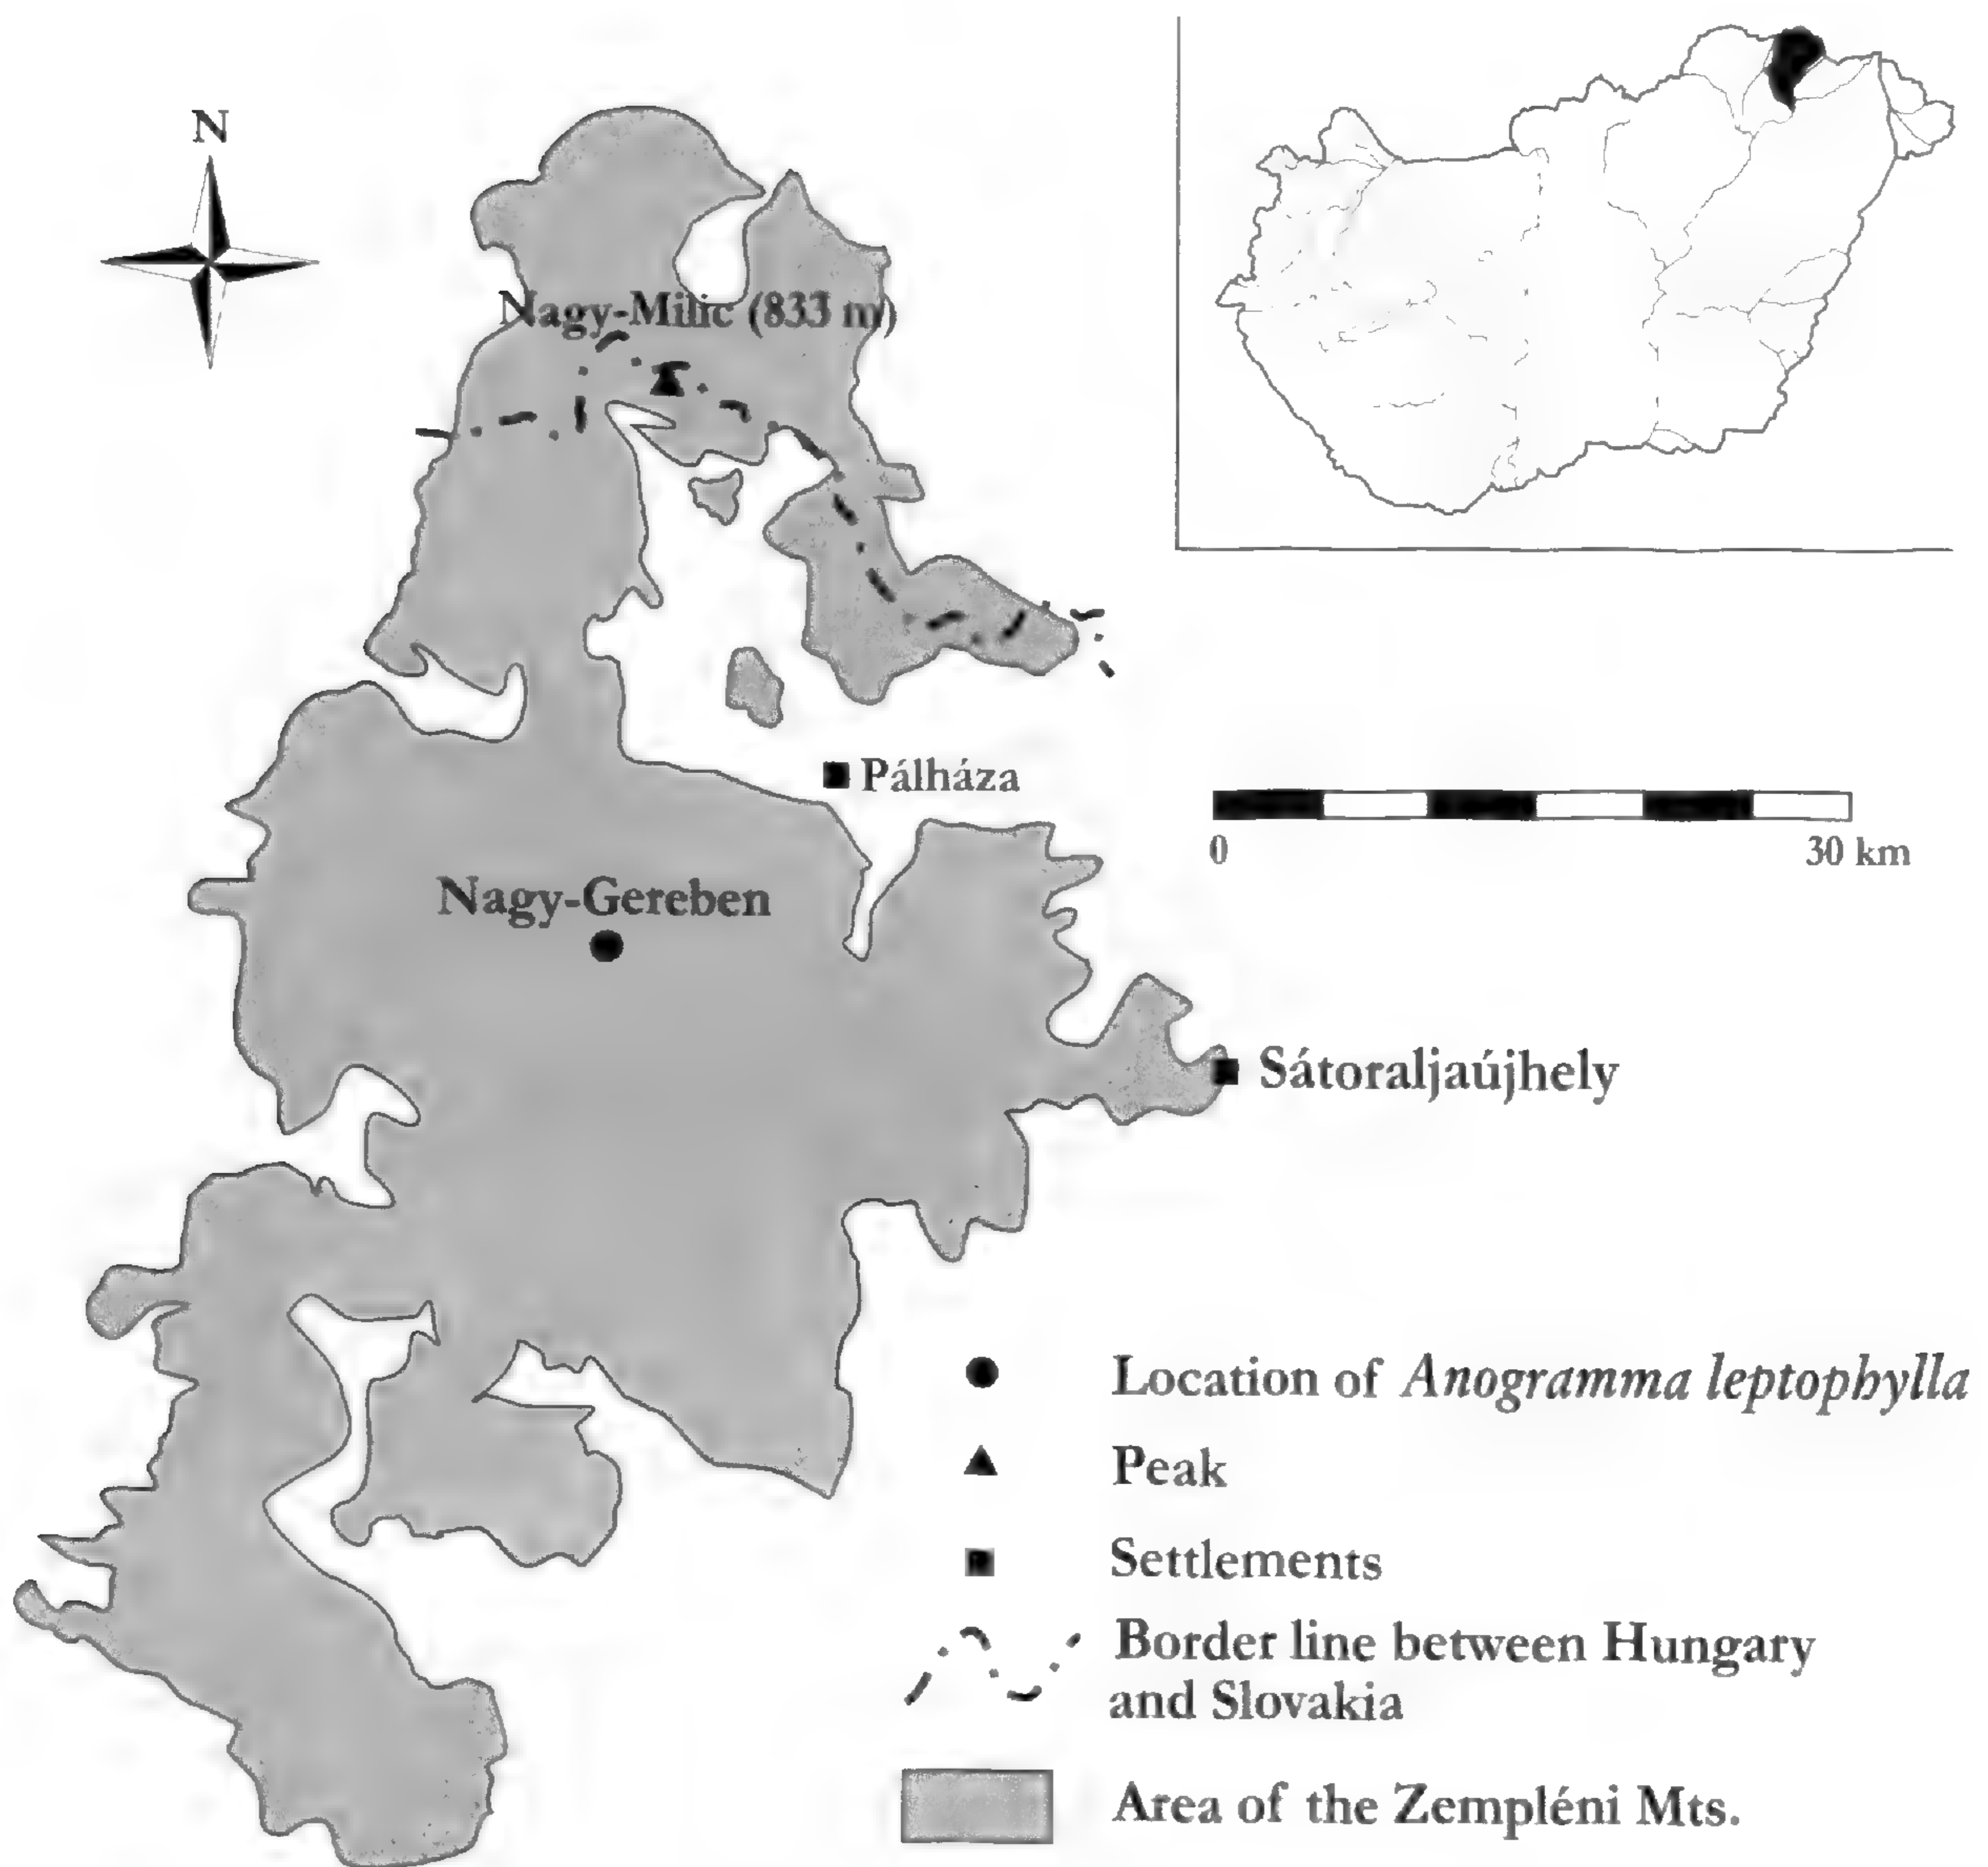 N
Nagy-Milic (833 m)
Pálháza
0
30 km
Nagy-Gereben
Sátoraljaújhely
Location of Anogramma leptophylla
Peak
Settlements
Border line between Hungary
and Slovakia
Area of the Zempléni Mts.